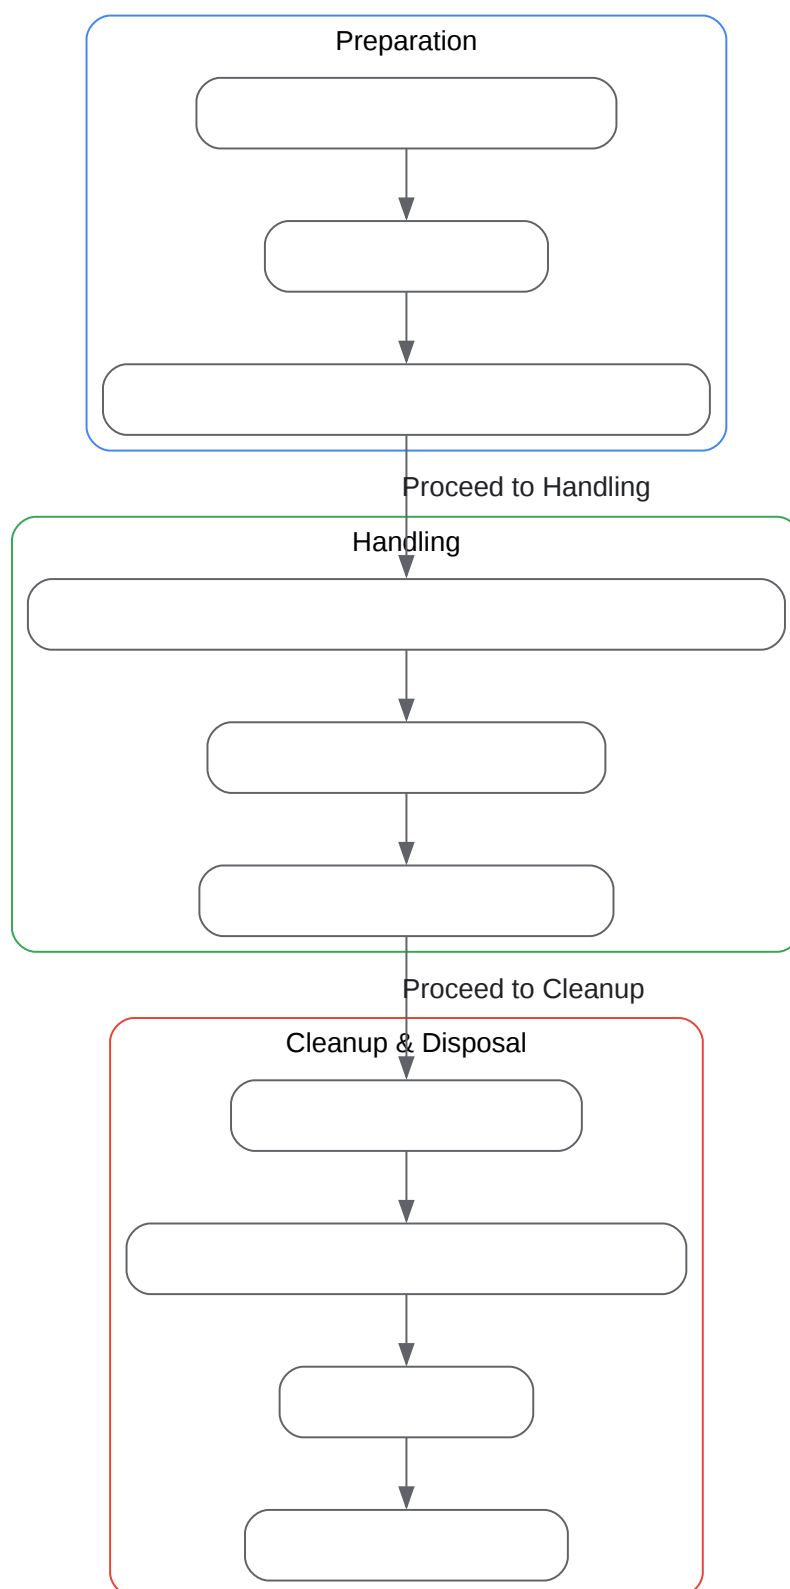 Preparation
Proceed to Handling
Handling
Proceed to Cleanup
Cleanup & Disposal